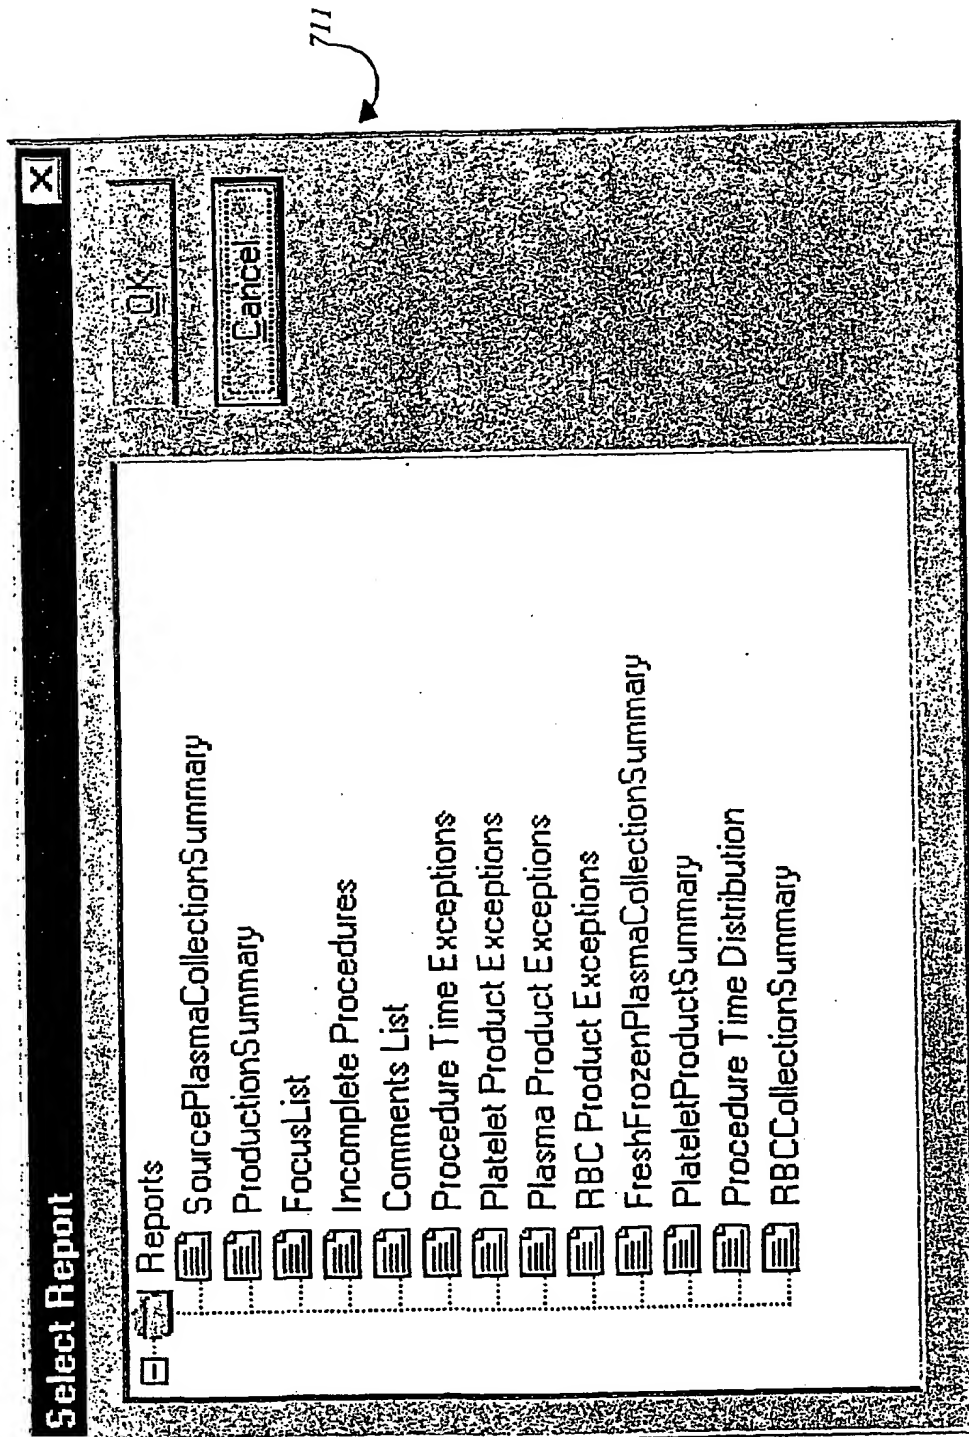 Select Report
Reports
SourcePlasmaCollectionSummary
ProductionSummary
FocusList
Incomplete Procedures
Comments List
Procedure Time Exceptions
Platelet Product Exceptions
Plasma Product Exceptions
RBC Product Exceptions
FreshFrozenPlasmaCollectionSummary
PlateletProductSummary
Procedure Time Distribution
RBCCollectionSummary
OK
Cancel
711